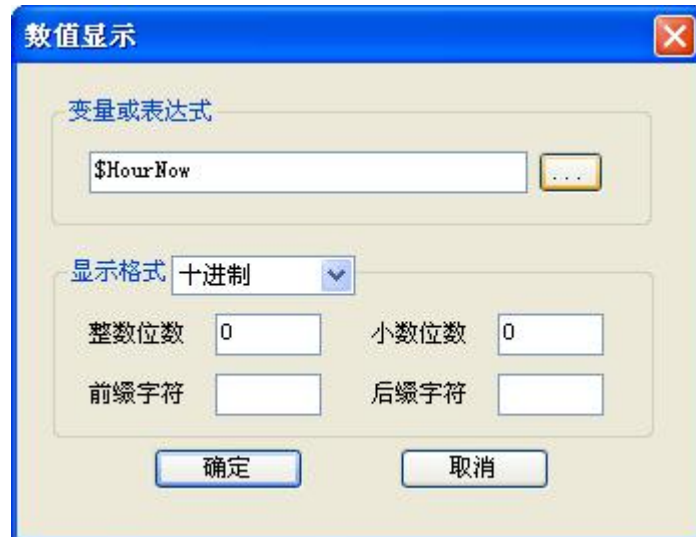 数值显示
变量或表达式
$HourNow
...
显示格式 十进制
整数位数 0 小数位数 0
前缀字符 后缀字符
确定 取消